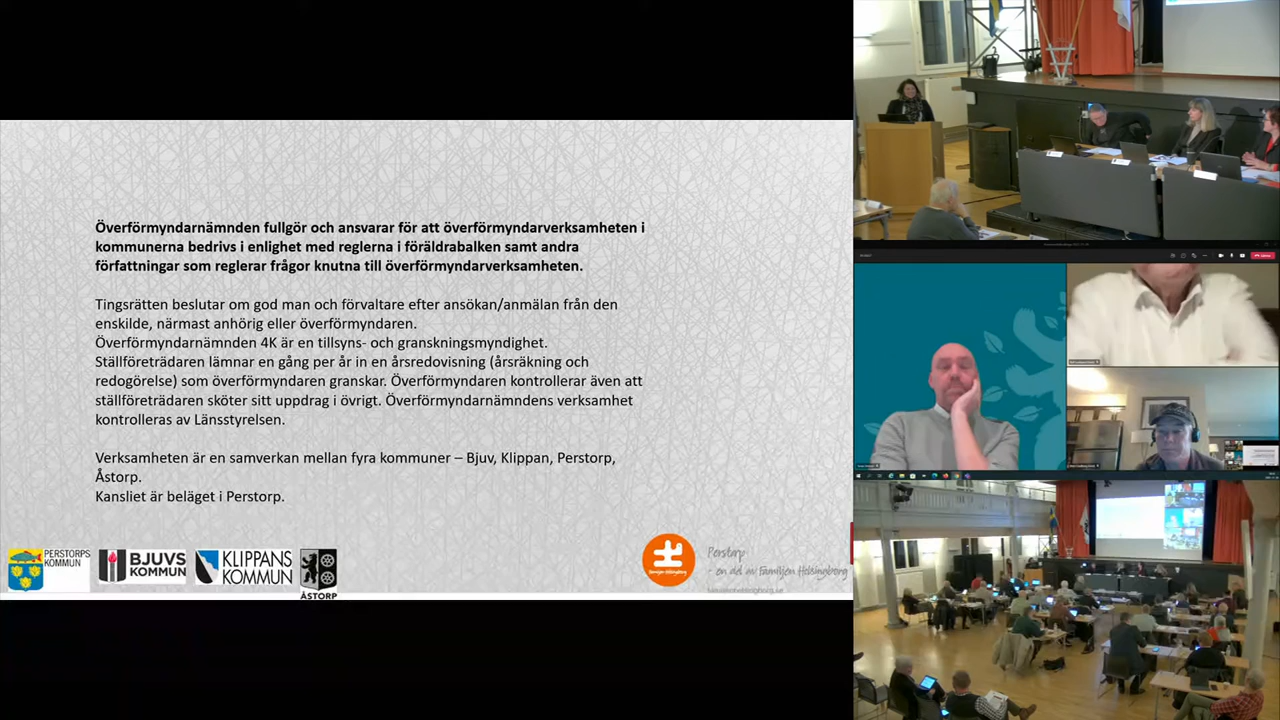 Överförmyndarnämnden fullgör och ansvarar för att överförmyndarverksamheten i
kommunerna bedrivs i enlighet med reglerna i föräldrabalken samt andra
författningar som reglerar frågor knutna till överförmyndarverksamheten.
Tingsrätten beslutar om god man och förvaltare efter ansökan/anmälan från den
enskilde, närmast anhörig eller överförmyndaren.
Överförmyndarnämnden 4K är en tillsyns- och granskningsmyndighet.
Ställföreträdaren lämnar en gång per år in en årsredovisning (årsräkning och
redogörelse) som överförmyndaren granskar. Överförmyndaren kontrollerar även att
ställföreträdaren sköter sitt uppdrag i övrigt. Överförmyndarnämndens verksamhet
kontrolleras av Länsstyrelsen.
Verksamheten är en samverkan mellan fyra kommuner – Bjuv, Klippan, Perstorp,
Åstorp.
Kansliet är beläget i Perstorp.
PERSTORPS
KOMMUN
BJUVS
KOMMUN
KLIPPANS
KOMMUN
ÅSTORP
Familjen Helsingborg
Perstorp
- en del av Familjen Helsingborg